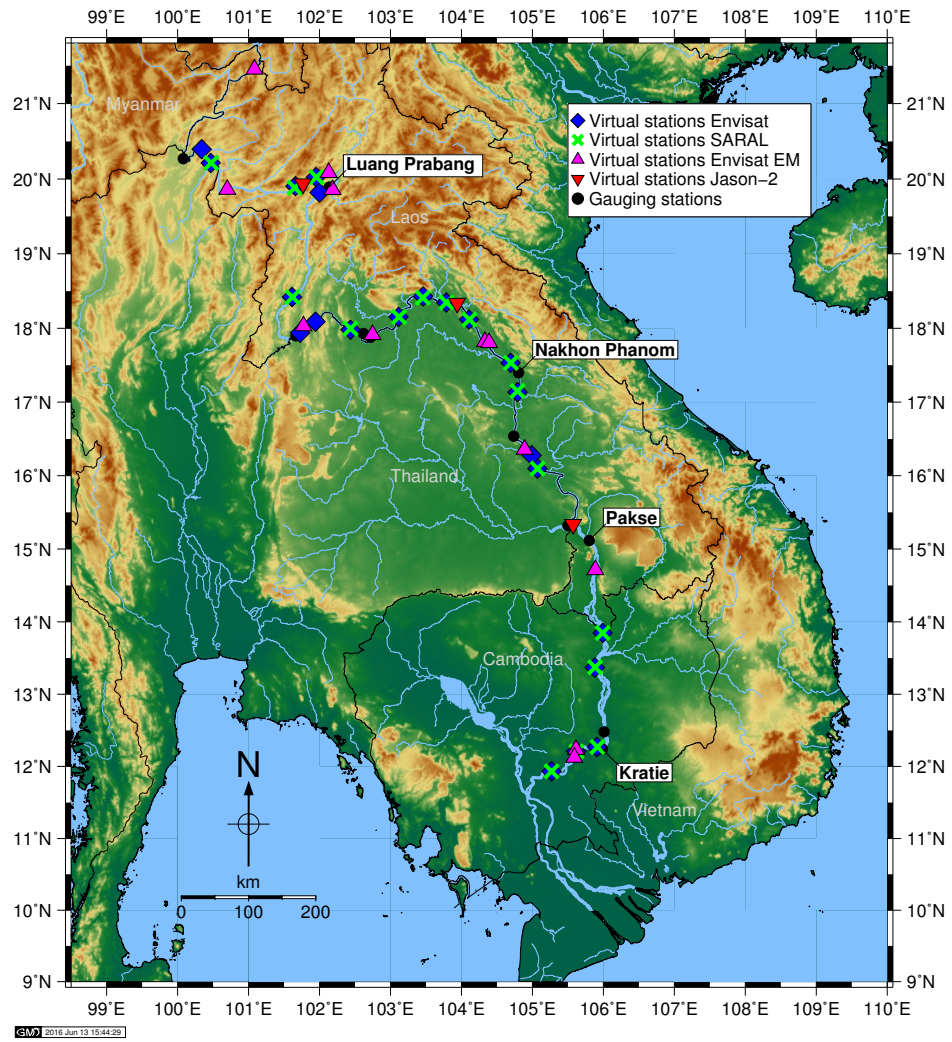 99°E 100°E 101°E 102°E 103°E 104°E 105°E 106°E 107°E 108°E 109°E 110°E
21°N 21°N
Myanmar
Virtual stations Envisat
Virtual stations SARAL
Virtual stations Envisat EM
Virtual stations Jason−2
Gauging stations
20°N 20°N
Luang Prabang
Laos
19°N 19°N
18°N 18°N
Nakhon Phanom
17°N 17°N
16°N 16°N
Thailand
Pakse
15°N 15°N
14°N 14°N
Cambodia
13°N 13°N
N
12°N 12°N
Kratie
Vietnam
11°N 11°N
km
0 100 200
10°N 10°N
9°N 9°N
99°E 100°E 101°E 102°E 103°E 104°E 105°E 106°E 107°E 108°E 109°E 110°E
GMT 2016 Jun 13 15:44:29